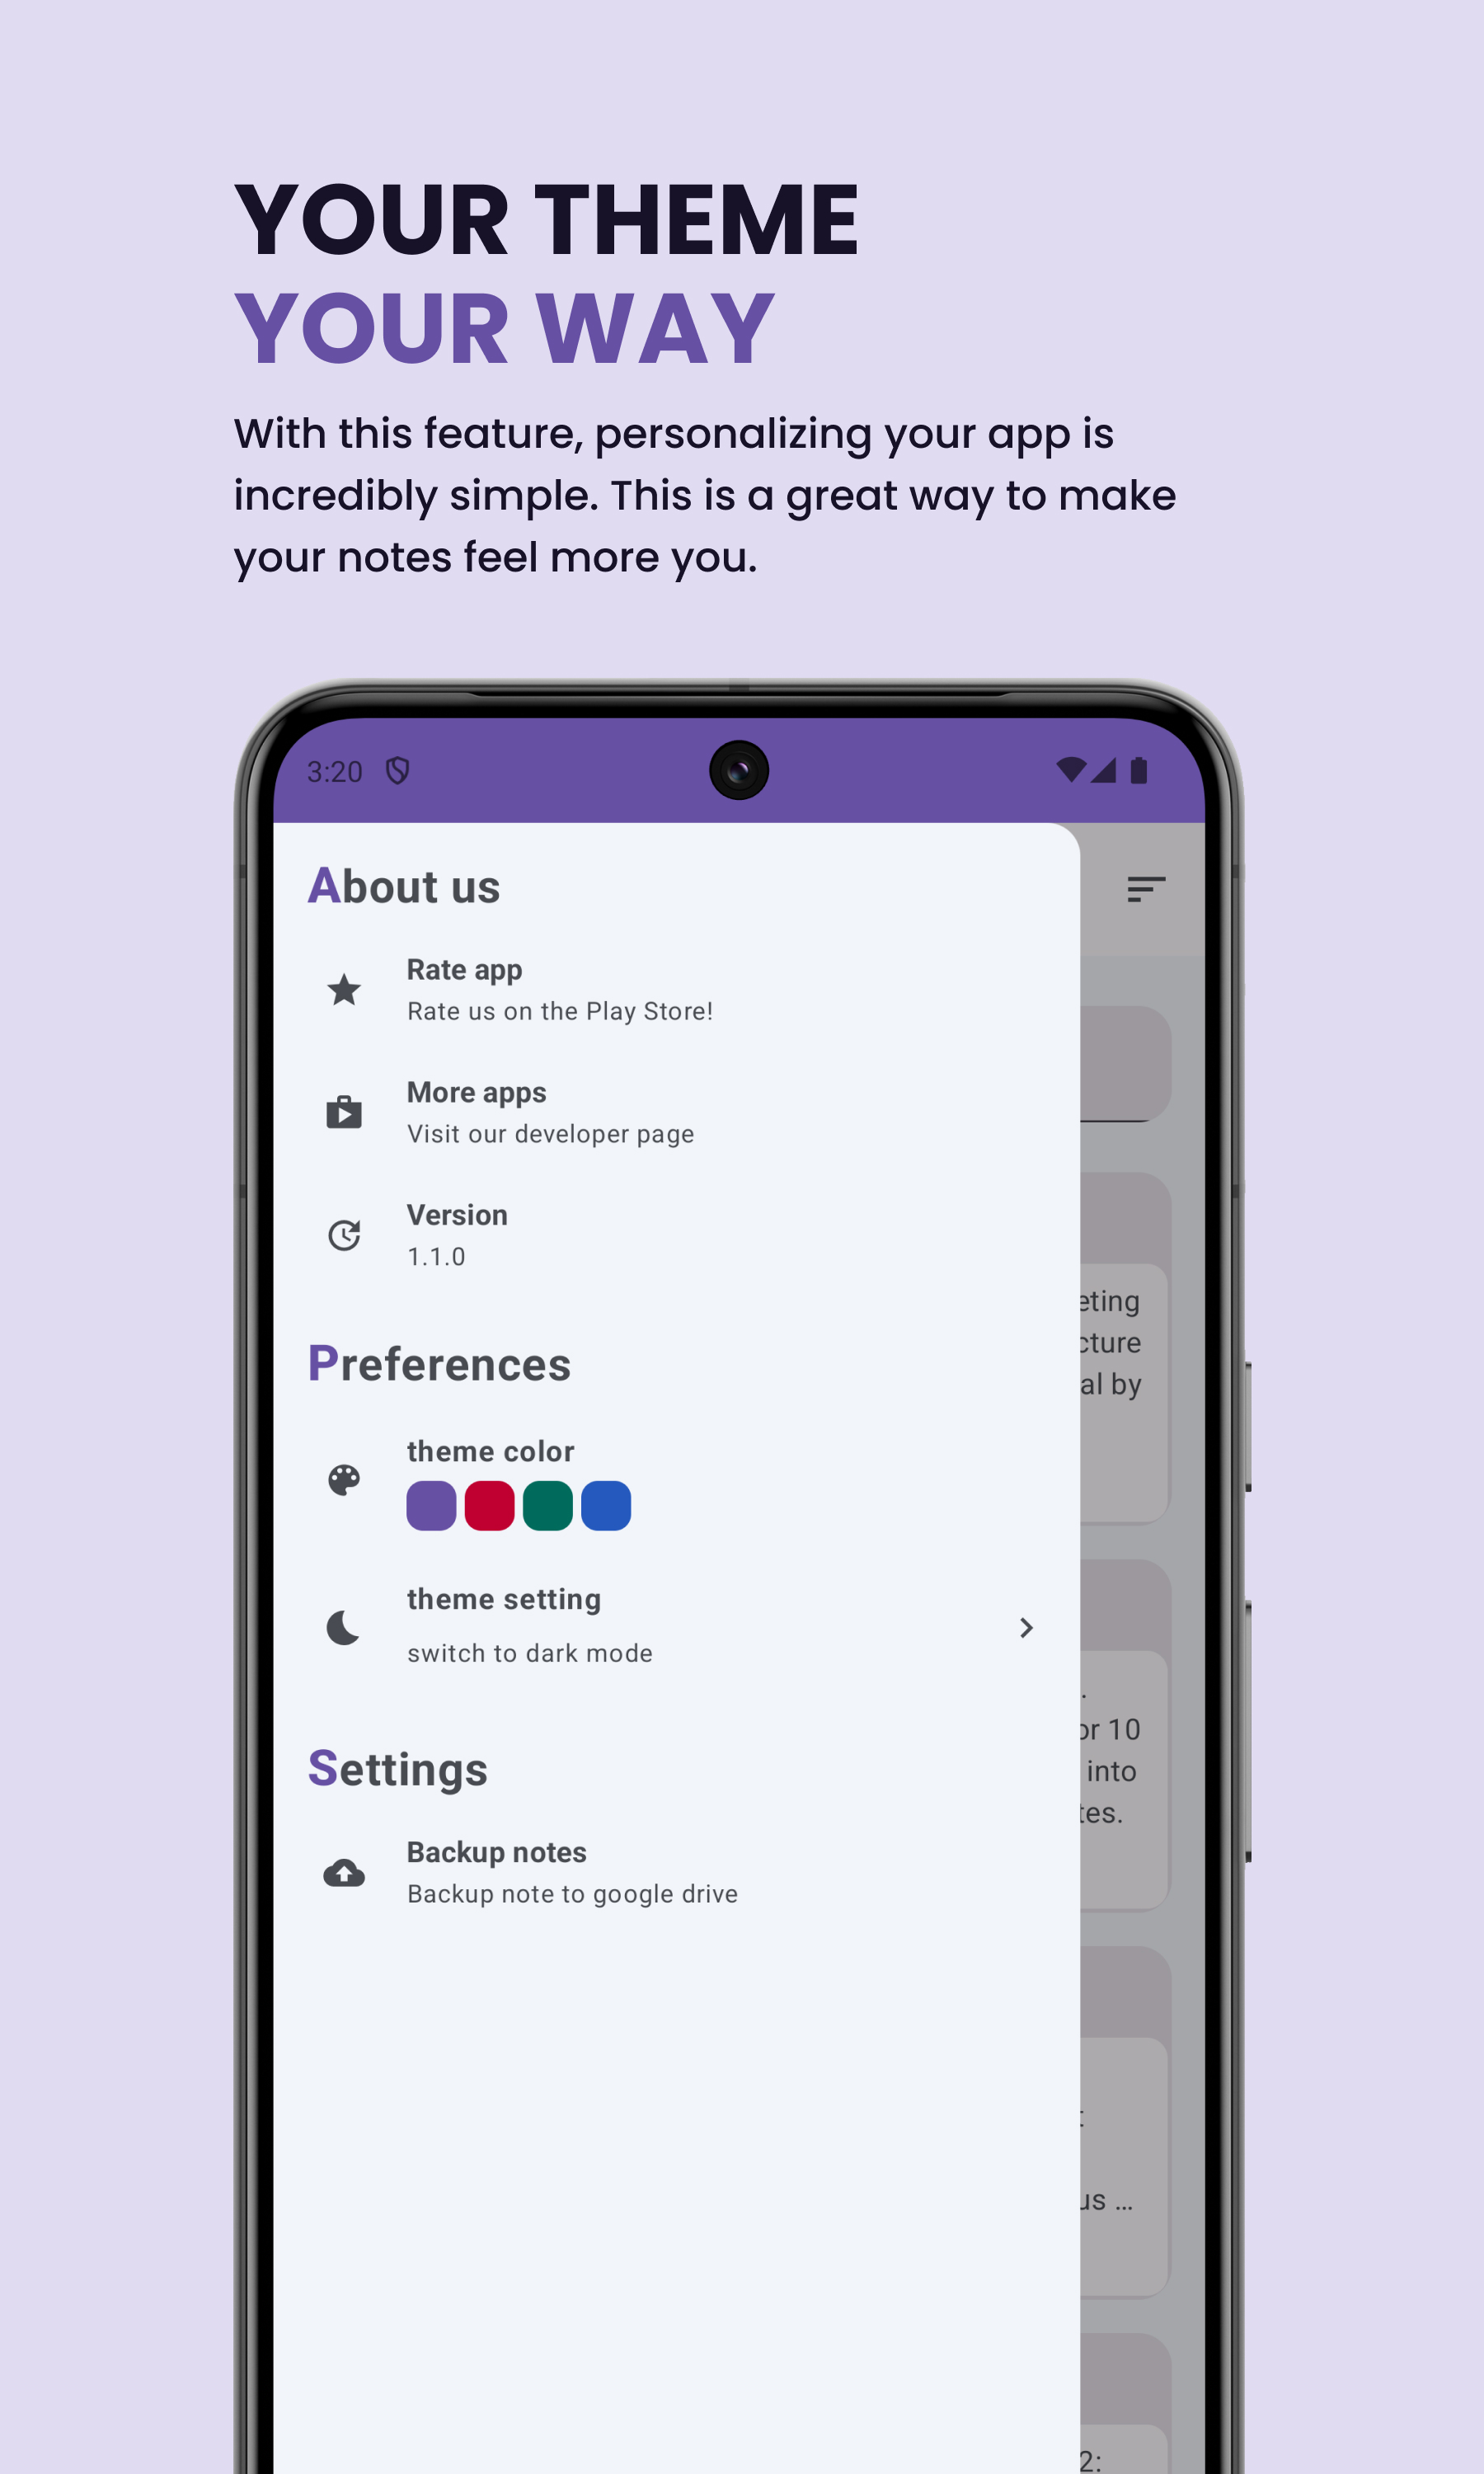 YOUR THEME
YOUR WAY
With this feature, personalizing your app is
incredibly simple. This is a great way to make
your notes feel more you.
3:20
About us
Rate app
Rate us on the Play Store!
More apps
Visit our developer page
Version
1.1.0
eting
cture
al by
Preferences
theme color
theme setting
switch to dark mode
.
or 10
into
tes.
Settings
Backup notes
Backup note to google drive
t
us ...
2: